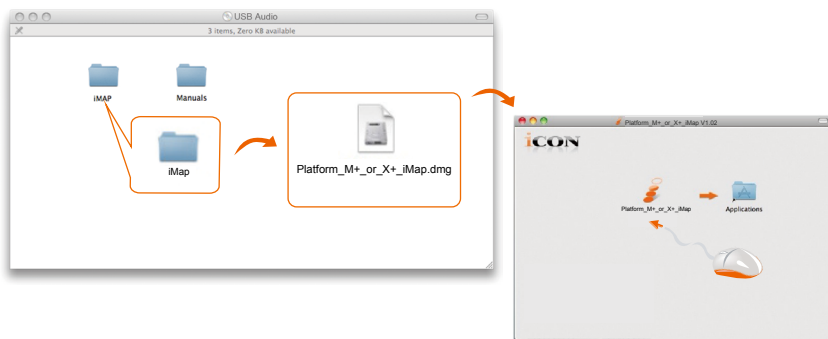 USB Audio
3 items, Zero KB available
iMAP
Manuals
iMap
Platform_M+_or_X+_iMap.dmg
Platform_M+_or_X+_iMap V1.02
iCON
Platform_M+_or_X+_iMap
Applications